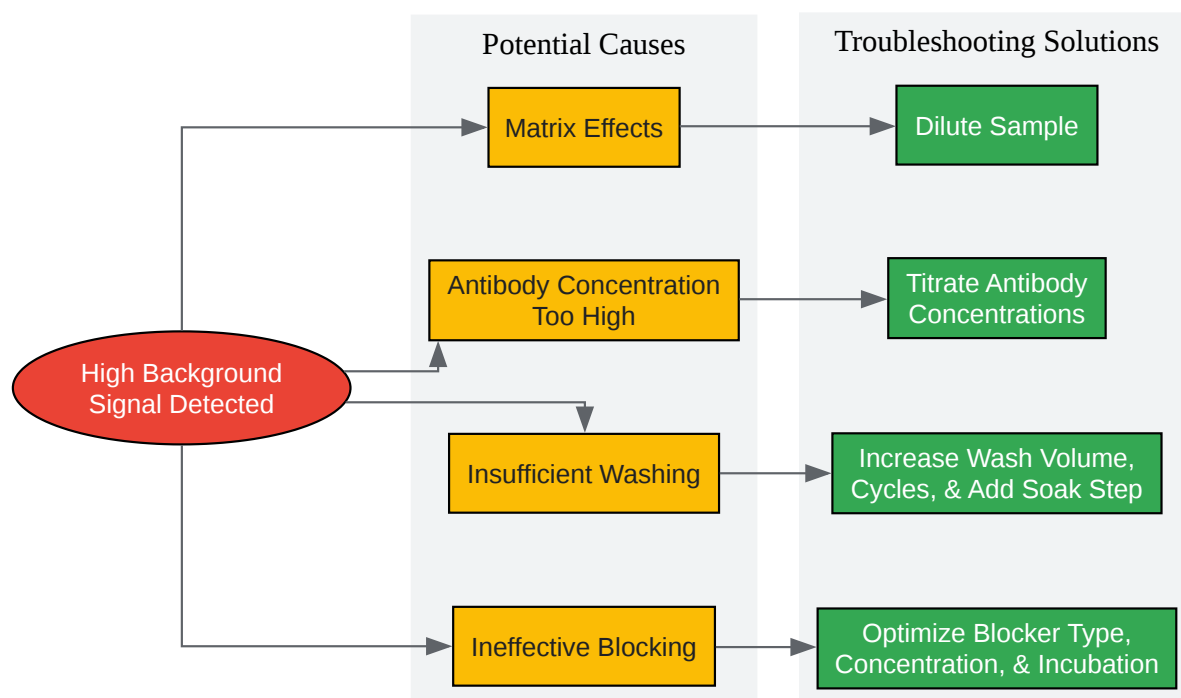 Potential Causes
Troubleshooting Solutions
Matrix Effects
Dilute Sample
Antibody Concentration
Too High
Titrate Antibody
Concentrations
High Background
Signal Detected
Insufficient Washing
Increase Wash Volume,
Cycles, & Add Soak Step
Ineffective Blocking
Optimize Blocker Type,
Concentration, & Incubation